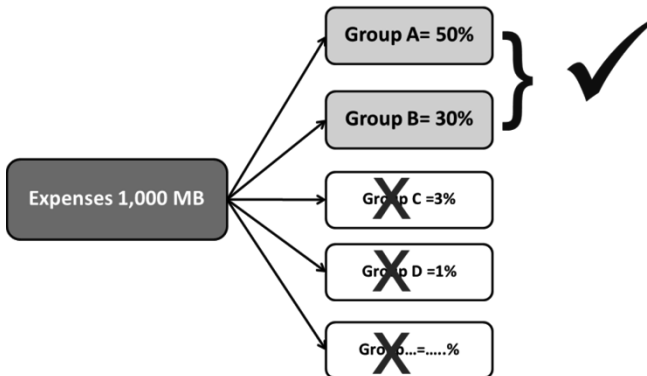 Group A= 50%
Group B= 30%
Expenses 1,000 MB
Group C =3%
Group D =1%
Group...=.....%